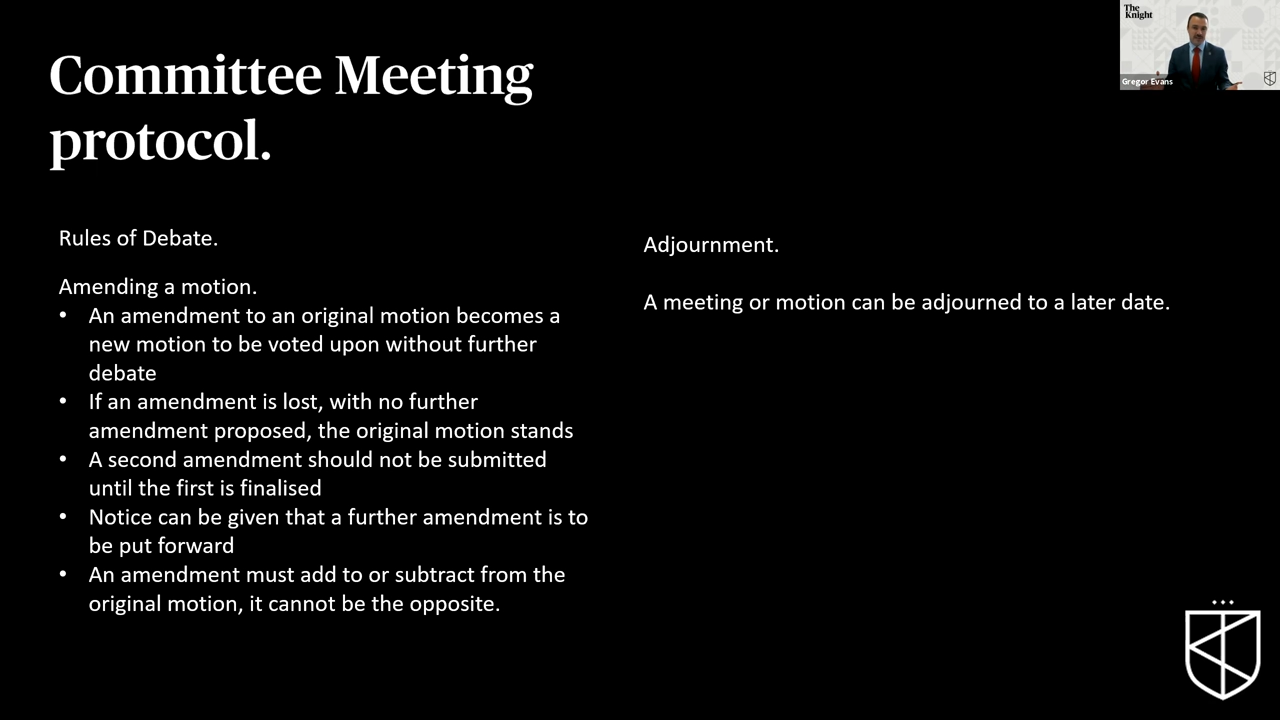 The
Knight
Gregor Evans
Committee Meeting
protocol.
Rules of Debate.
Amending a motion.
• An amendment to an original motion becomes a
new motion to be voted upon without further
debate
• If an amendment is lost, with no further
amendment proposed, the original motion stands
• A second amendment should not be submitted
until the first is finalised
• Notice can be given that a further amendment is to
be put forward
• An amendment must add to or subtract from the
original motion, it cannot be the opposite.
Adjournment.
A meeting or motion can be adjourned to a later date.